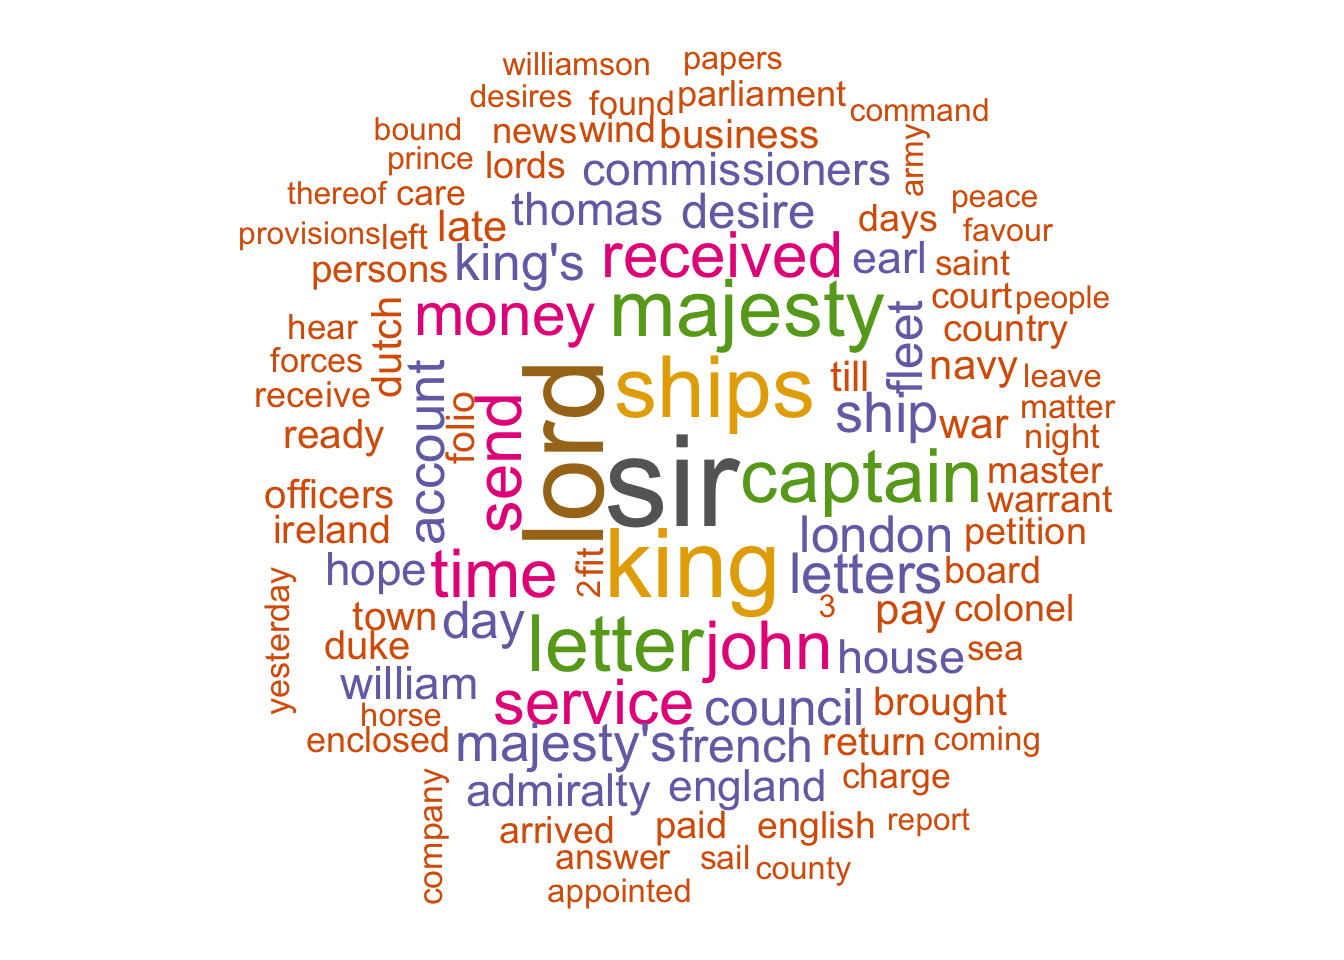 williamson papers
desires found parliament command
bound news wind business
prince lords commissioners army
thereof care thomas desire peace
provisions left late days favour
persons king's received earl saint
money majesty court people
hear dutch fleet country
forces ships till navy leave
receive account folio send lord ship war matter
ready night
officers sir captain master
warrant
ireland london petition
hope time 2 fit king letters board
yesterday town day 3 pay colonel
duke letter john house sea
william service council brought
horse
enclosed majesty's french return coming
company admiralty england charge
arrived paid english report
answer sail county
appointed